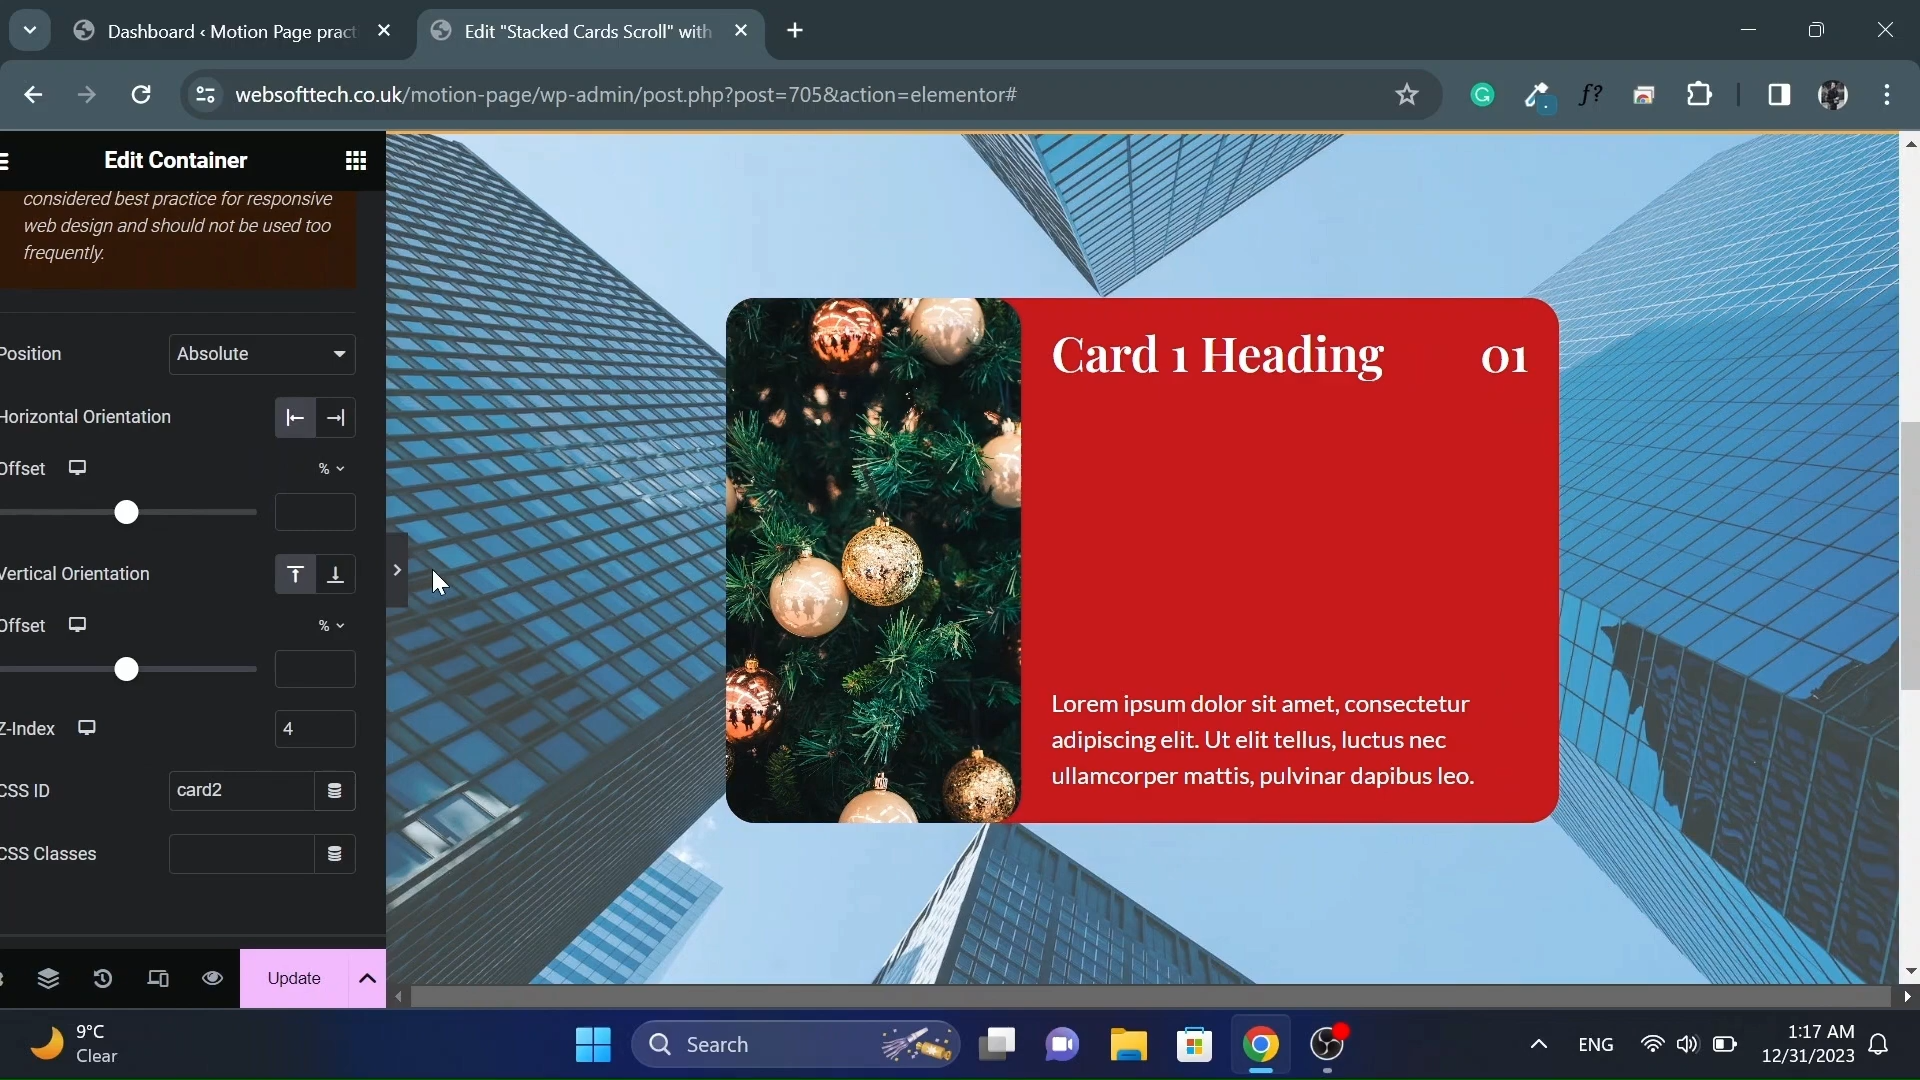 Dashboard ‹ Motion Page pract
Edit "Stacked Cards Scroll" with
websofttech.co.uk/motion-page/wp-admin/post.php?post=705&action=elementor#
f?
Edit Container
considered best practice for responsive
web design and should not be used too
frequently.
Position
Absolute
Horizontal Orientation
Offset
%
Vertical Orientation
Offset
%
Z-Index
4
CSS ID
card2
CSS Classes
Update
Card 1 Heading
01
Lorem ipsum dolor sit amet, consectetur
adipiscing elit. Ut elit tellus, luctus nec
ullamcorper mattis, pulvinar dapibus leo.
9°C
Clear
Search
ENG
1:17 AM
12/31/2023